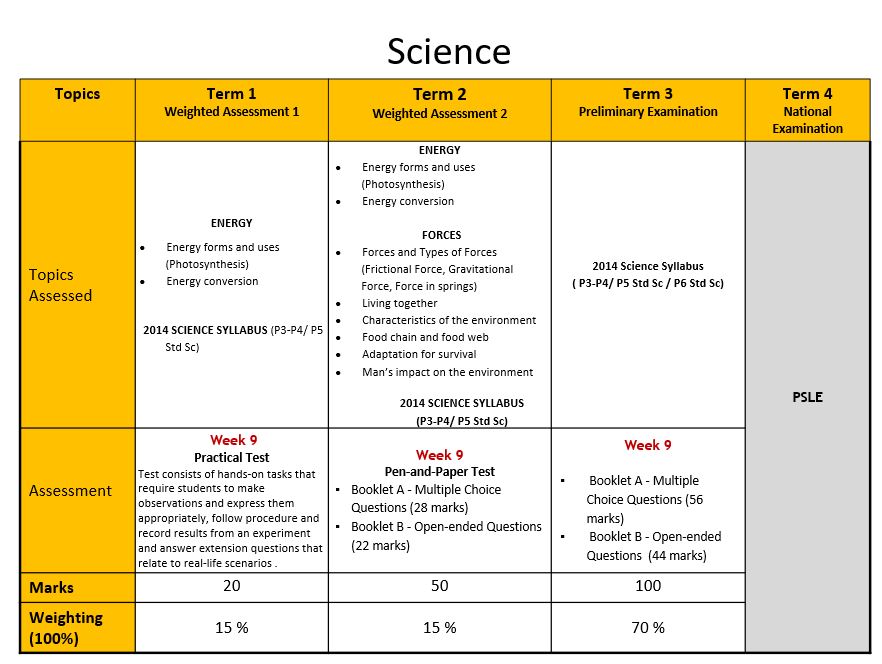 Science
Topics
Term 1
Weighted Assessment 1
Term 2
Weighted Assessment 2
Term 3
Preliminary Examination
Term 4
National
Examination
Topics
Assessed
ENERGY
• Energy forms and uses
(Photosynthesis)
• Energy conversion
2014 SCIENCE SYLLABUS (P3-P4/ P5
Std Sc)
ENERGY
• Energy forms and uses
(Photosynthesis)
• Energy conversion
FORCES
• Forces and Types of Forces
(Frictional Force, Gravitational
Force, Force in springs)
• Living together
• Characteristics of the environment
• Food chain and food web
• Adaptation for survival
• Man’s impact on the environment
2014 SCIENCE SYLLABUS
(P3-P4/ P5 Std Sc)
2014 Science Syllabus
( P3-P4/ P5 Std Sc / P6 Std Sc)
PSLE
Assessment
Week 9
Practical Test
Test consists of hands-on tasks that
require students to make
observations and express them
appropriately, follow procedure and
record results from an experiment
and answer extension questions that
relate to real-life scenarios .
Week 9
Pen-and-Paper Test
▪ Booklet A - Multiple Choice
Questions (28 marks)
▪ Booklet B - Open-ended Questions
(22 marks)
Week 9
▪ Booklet A - Multiple
Choice Questions (56
marks)
▪ Booklet B - Open-ended
Questions (44 marks)
Marks
20
50
100
Weighting
(100%)
15 %
15 %
70 %